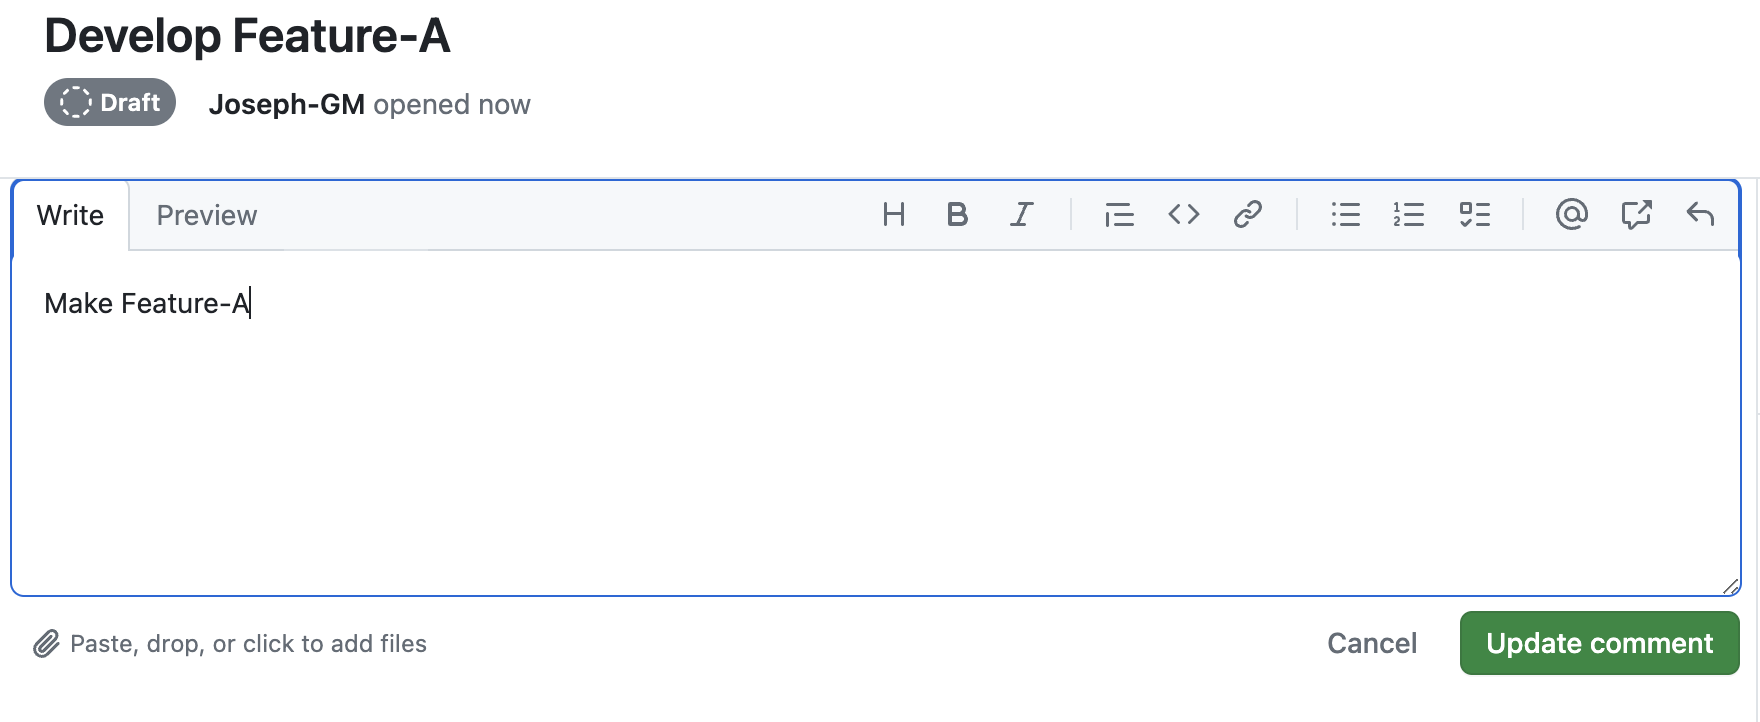 Develop Feature-A
Draft Joseph-GM opened now
Write Preview
Make Feature-A
Paste, drop, or click to add files Cancel Update comment